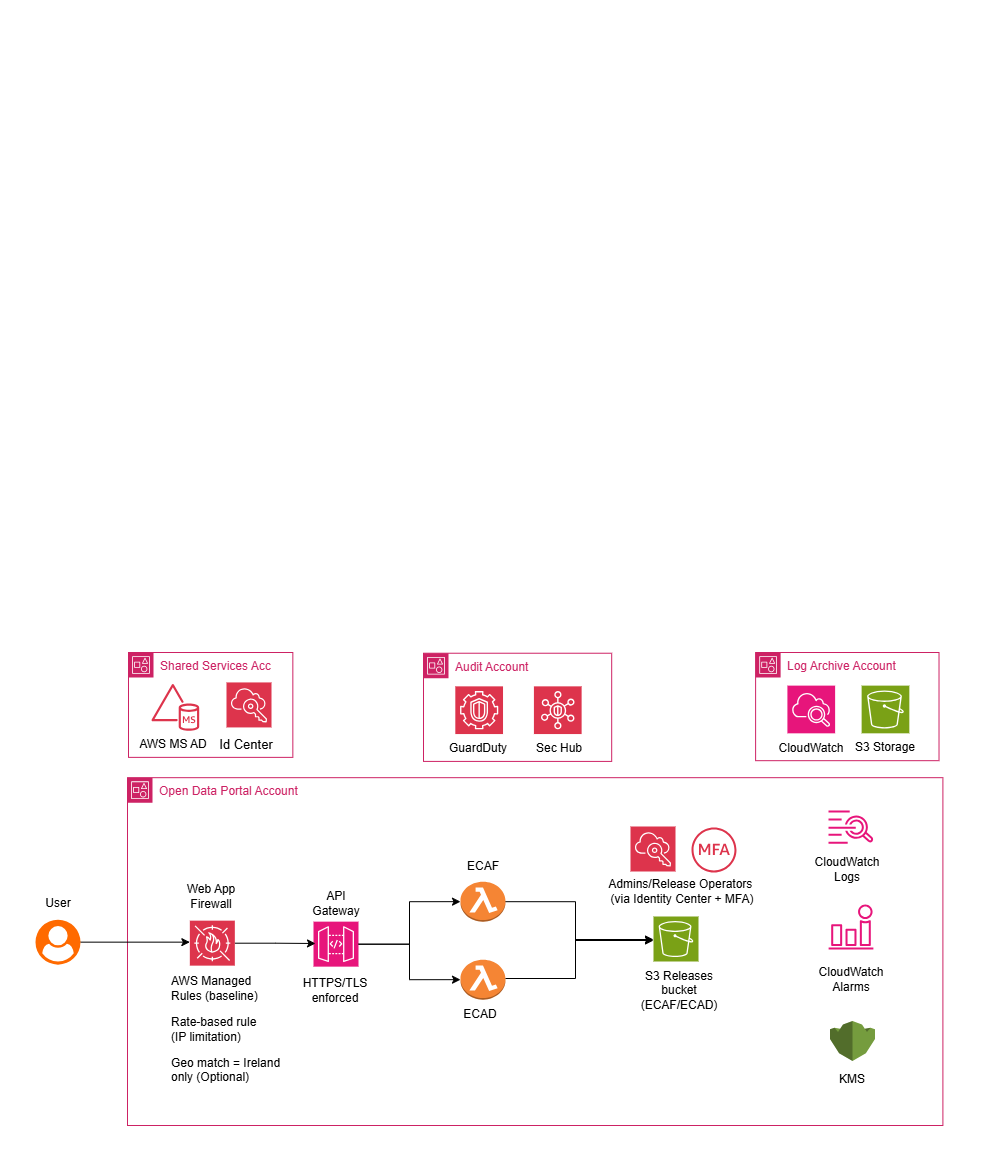 Shared Services Acc
MS
AWS MS AD
Id Center
Audit Account
GuardDuty
Sec Hub
Log Archive Account
CloudWatch
S3 Storage
Open Data Portal Account
User
Web App
Firewall
AWS Managed
Rules (baseline)
Rate-based rule
(IP limitation)
Geo match = Ireland
only (Optional)
API
Gateway
</>
HTTPS/TLS
enforced
ECAF
ECAD
MFA
Admins/Release Operators
(via Identity Center + MFA)
S3 Releases
bucket
(ECAF/ECAD)
CloudWatch
Logs
CloudWatch
Alarms
KMS